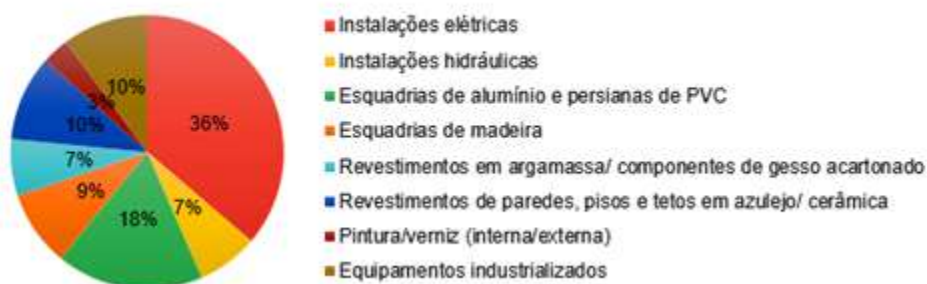 Instalações elétricas
Instalações hidráulicas
Esquadrias de alumínio e persianas de PVC
Esquadrias de madeira
Revestimentos em argamassa/ componentes de gesso acartonado
Revestimentos de paredes, pisos e tetos em azulejo/ cerâmica
Pintura/verniz (interna/externa)
Equipamentos industrializados
36%
7%
18%
9%
7%
10%
3%
10%